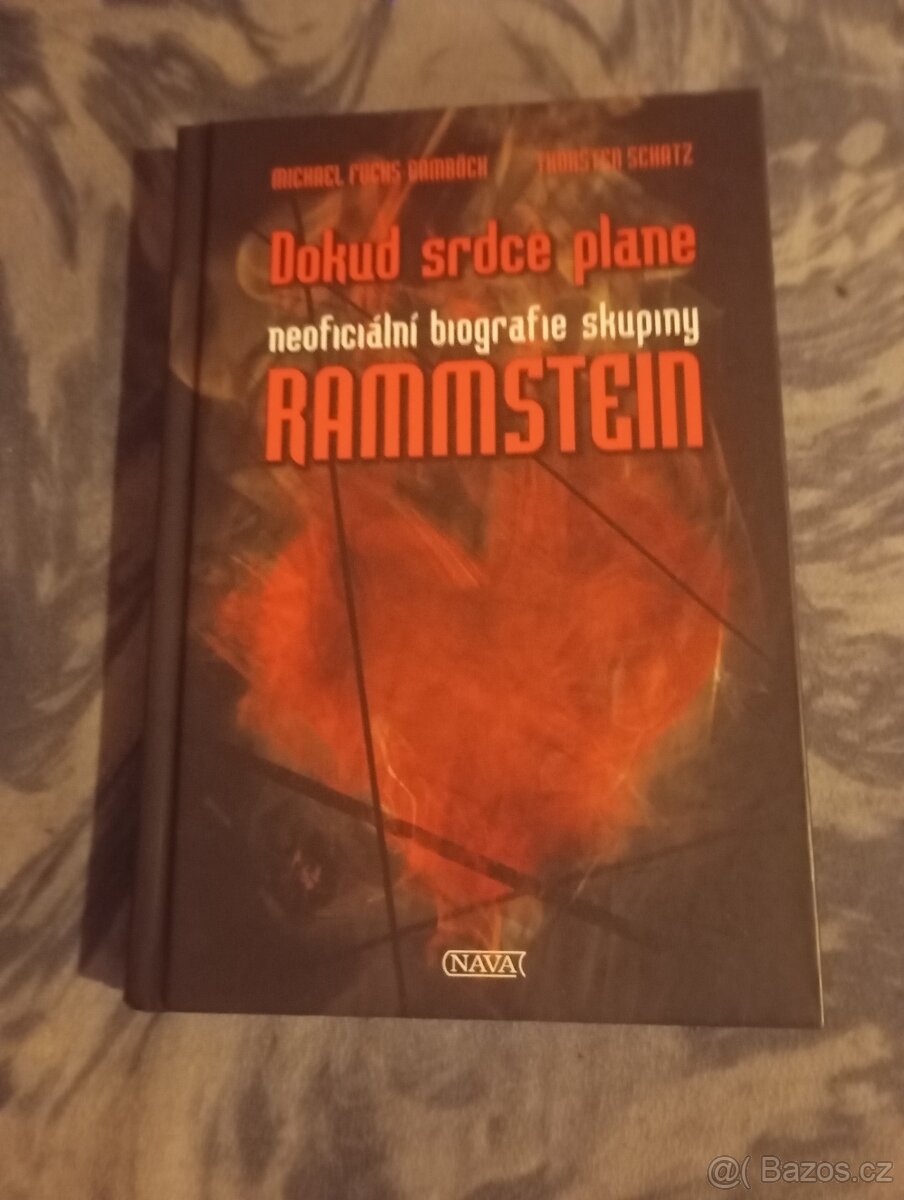 MICHAEL FUCHS GAMBÖCK THORSTEN SCHATZ
Dokud srdce plane
neoficiální biografie skupiny
RAMMSTEIN
NAVA
@( Bazos.cz